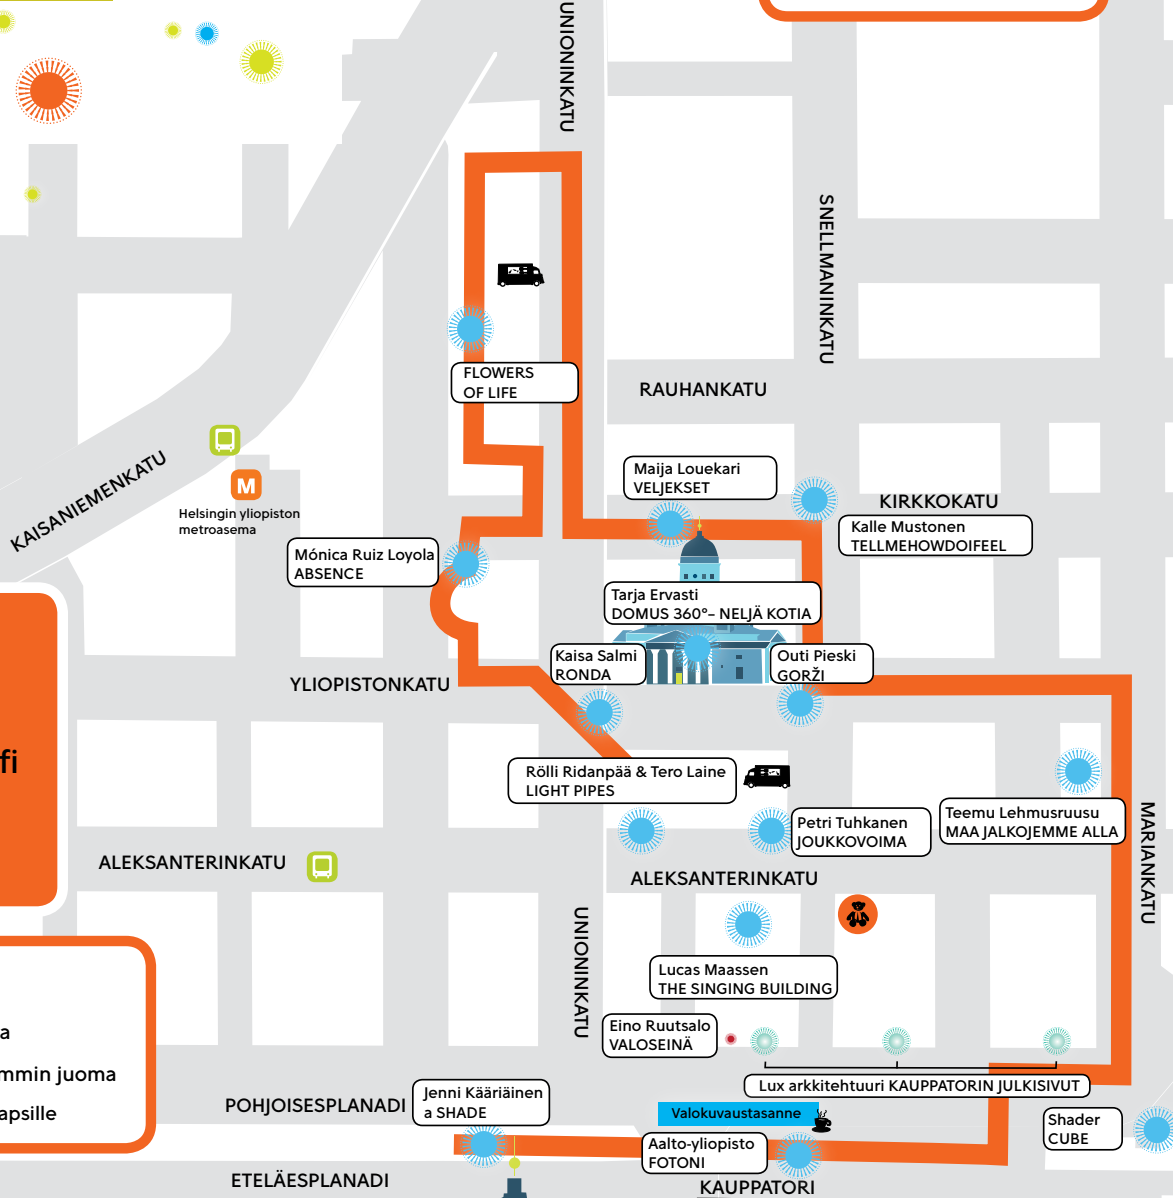 UNIONINKATU
SNELLMANINKATU
FLOWERS
OF LIFE
RAUHANKATU
KAISANIEMENKATU
M
Helsingin yliopiston
metroasema
Maija Louekari
VELJEKSET
KIRKKOKATU
Kalle Mustonen
TELLMEHOWDOIFEEL
Mónica Ruiz Loyola
ABSENCE
Tarja Ervasti
DOMUS 360°– NELJÄ KOTIA
Kaisa Salmi
RONDA
Outi Pieski
GORŽI
YLIOPISTONKATU
fi
Rölli Ridanpää & Tero Laine
LIGHT PIPES
Petri Tuhkanen
JOUKKOVOIMA
Teemu Lehmusruusu
MAA JALKOJEMME ALLA
MARIANKATU
ALEKSANTERINKATU
ALEKSANTERINKATU
UNIONINKATU
Lucas Maassen
THE SINGING BUILDING
Eino Ruutsalo
VALOSEINÄ
a
mmin juoma
apsille
Lux arkkitehtuuri KAUPPATORIN JULKISIVUT
Jenni Kääriäinen
a SHADE
POHJOISESPLANADI
Valokuvaustasanne
Shader
CUBE
Aalto-yliopisto
FOTONI
ETELÄESPLANADI
KAUPPATORI